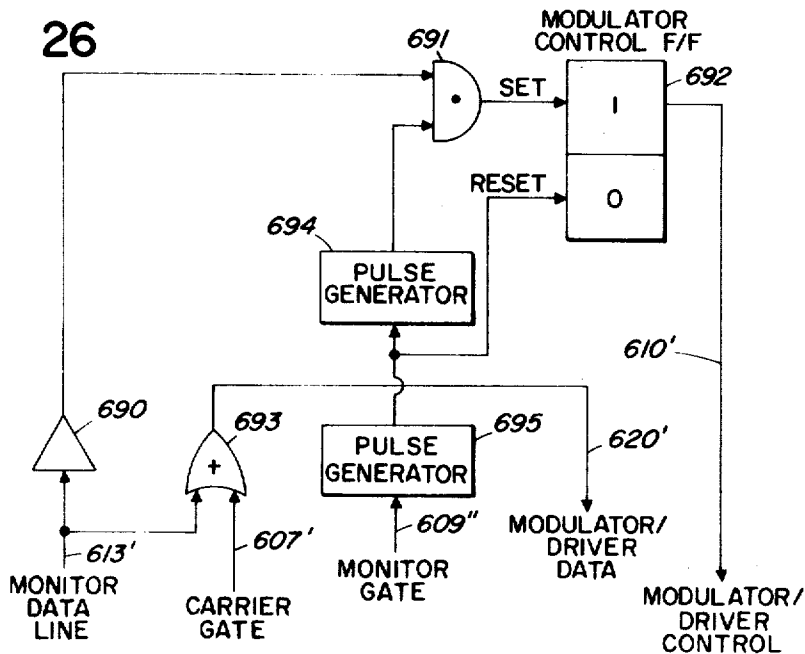 26
MODULATOR
CONTROL F/F
691
692
SET
1
RESET
0
694
PULSE
GENERATOR
610'
690
693
+
PULSE
GENERATOR
695
620'
613'
607'
609"
MONITOR
DATA
LINE
CARRIER
GATE
MONITOR
GATE
MODULATOR/
DRIVER
DATA
MODULATOR/
DRIVER
CONTROL